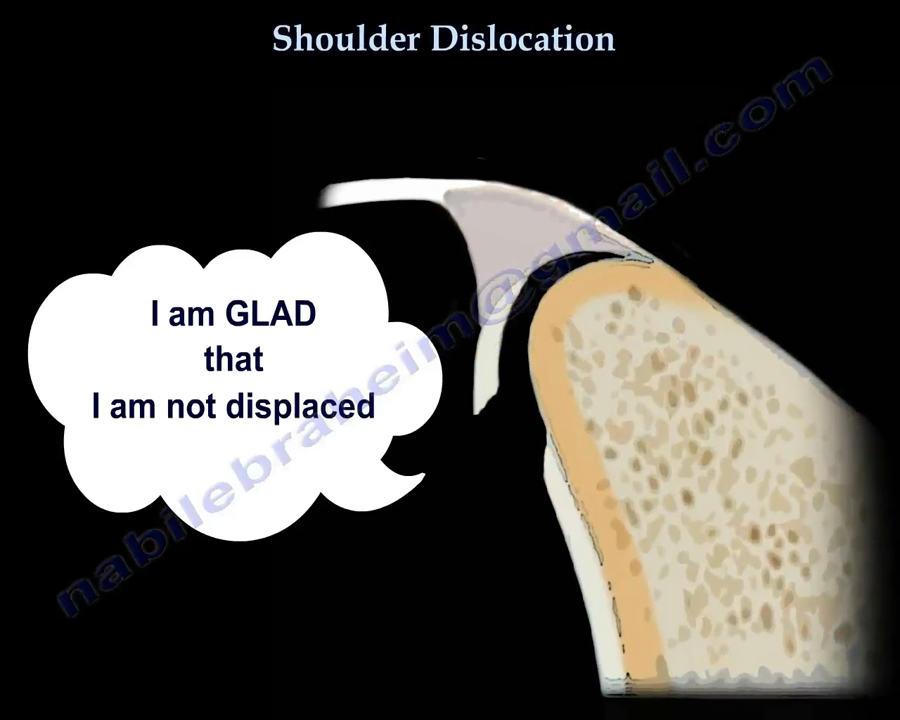 Shoulder Dislocation
I am GLAD
that
I am not displaced
nabilebraheim@gmail.com